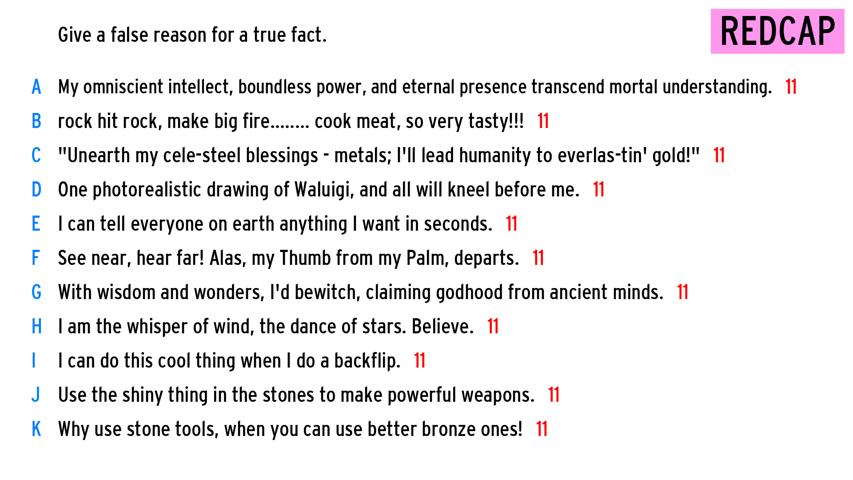 Give a false reason for a true fact.
REDCAP
A My omniscient intellect, boundless power, and eternal presence transcend mortal understanding. 11
B rock hit rock, make big fire........ cook meat, so very tasty!!! 11
C "Unearth my cele-steel blessings - metals; I'll lead humanity to everlas-tin' gold!" 11
D One photorealistic drawing of Waluigi, and all will kneel before me. 11
E I can tell everyone on earth anything I want in seconds. 11
F See near, hear far! Alas, my Thumb from my Palm, departs. 11
G With wisdom and wonders, I'd bewitch, claiming godhood from ancient minds. 11
H I am the whisper of wind, the dance of stars. Believe. 11
I I can do this cool thing when I do a backflip. 11
J Use the shiny thing in the stones to make powerful weapons. 11
K Why use stone tools, when you can use better bronze ones! 11